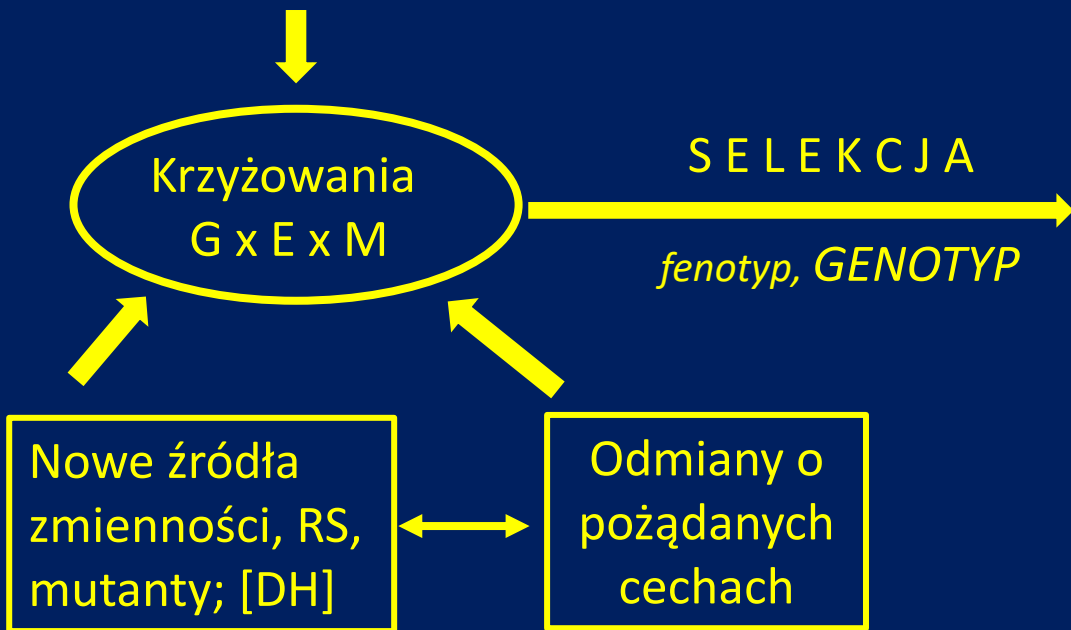 Krzyżowania
G x E x M
S E L E K C J A
fenotyp, GENOTYP
Nowe źródła
zmienności, RS,
mutanty; [DH]
Odmiany o
pożądanych
cechach